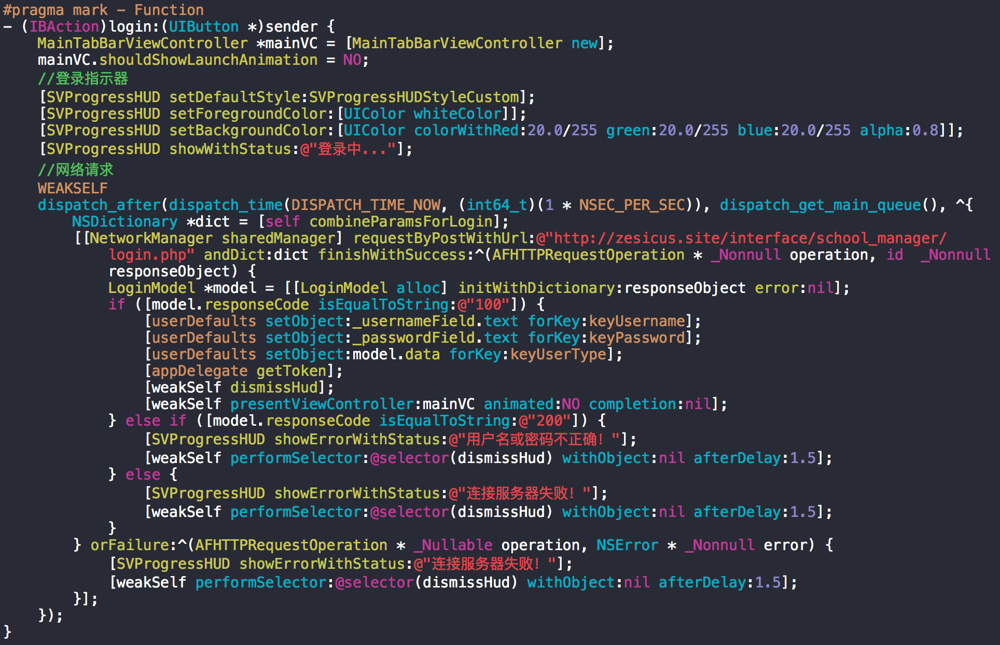 #pragma mark - Function
- (IBAction)login:(UIButton *)sender {
    MainTabBarViewController *mainVC = [MainTabBarViewController new];
    mainVC.shouldShowLaunchAnimation = NO;
    //登录指示器
    [SVProgressHUD setDefaultStyle:SVProgressHUDStyleCustom];
    [SVProgressHUD setForegroundColor:[UIColor whiteColor]];
    [SVProgressHUD setBackgroundColor:[UIColor colorWithRed:20.0/255 green:20.0/255 blue:20.0/255 alpha:0.8]];
    [SVProgressHUD showWithStatus:@"登录中..."];
    //网络请求
    WEAKSELF
    dispatch_after(dispatch_time(DISPATCH_TIME_NOW, (int64_t)(1 * NSEC_PER_SEC)), dispatch_get_main_queue(), ^{
        NSDictionary *dict = [self combineParamsForLogin];
        [[NetworkManager sharedManager] requestByPostWithUrl:@"http://zesicus.site/interface/school_manager/
            login.php" andDict:dict finishWithSuccess:^(AFHTTPRequestOperation * _Nonnull operation, id  _Nonnull
            responseObject) {
            LoginModel *model = [[LoginModel alloc] initWithDictionary:responseObject error:nil];
            if ([model.responseCode isEqualToString:@"100"]) {
                [userDefaults setObject:_usernameField.text forKey:keyUsername];
                [userDefaults setObject:_passwordField.text forKey:keyPassword];
                [userDefaults setObject:model.data forKey:keyUserType];
                [appDelegate getToken];
                [weakSelf dismissHud];
                [weakSelf presentViewController:mainVC animated:NO completion:nil];
            } else if ([model.responseCode isEqualToString:@"200"]) {
                [SVProgressHUD showErrorWithStatus:@"用户名或密码不正确！"];
                [weakSelf performSelector:@selector(dismissHud) withObject:nil afterDelay:1.5];
            } else {
                [SVProgressHUD showErrorWithStatus:@"连接服务器失败！"];
                [weakSelf performSelector:@selector(dismissHud) withObject:nil afterDelay:1.5];
            }
        } orFailure:^(AFHTTPRequestOperation * _Nullable operation, NSError * _Nonnull error) {
            [SVProgressHUD showErrorWithStatus:@"连接服务器失败！"];
            [weakSelf performSelector:@selector(dismissHud) withObject:nil afterDelay:1.5];
        }];
    });
}